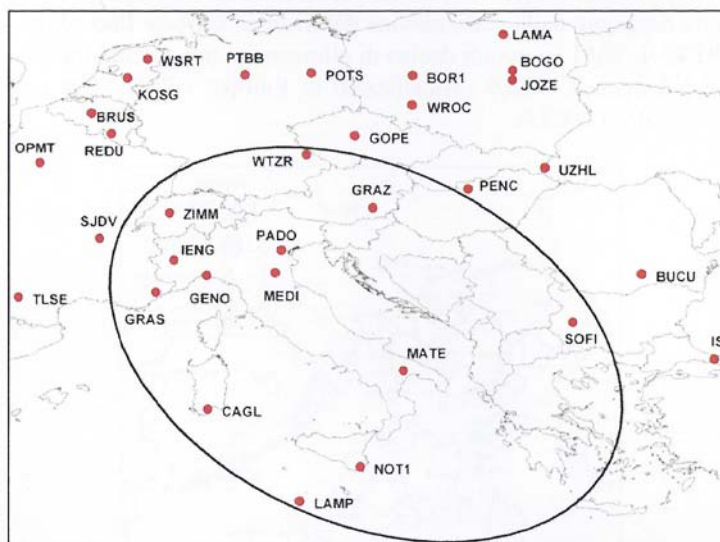 LAMA
WSRT
PTBB
POTS
BOGO
BOR1
JOZE
KOSG
WROC
BRUS
REDU
GOPE
OPMT
WTZR
UZHL
PENC
GRAZ
ZIMM
SJDV
PADO
IENG
BUCU
MEDI
GENO
TLSE
GRAS
SOFI
MATE
IS
CAGL
NOT1
LAMP